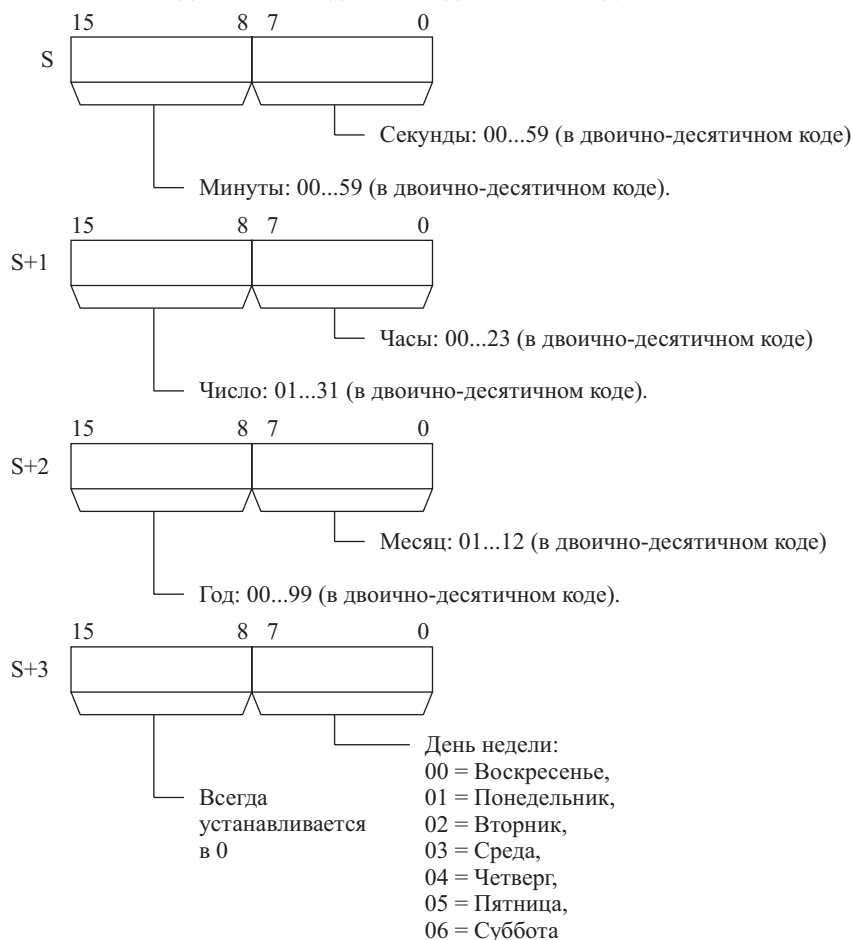 15 8 7 0
S
Секунды: 00...59 (в двоично-десятичном коде)
Минуты: 00...59 (в двоично-десятичном коде).
15 8 7 0
S+1
Часы: 00...23 (в двоично-десятичном коде)
Число: 01...31 (в двоично-десятичном коде).
15 8 7 0
S+2
Месяц: 01...12 (в двоично-десятичном коде)
Год: 00...99 (в двоично-десятичном коде).
15 8 7 0
S+3
День недели:
00 = Воскресенье,
01 = Понедельник,
02 = Вторник,
03 = Среда,
04 = Четверг,
05 = Пятница,
06 = Суббота
Всегда
устанавливается
в 0